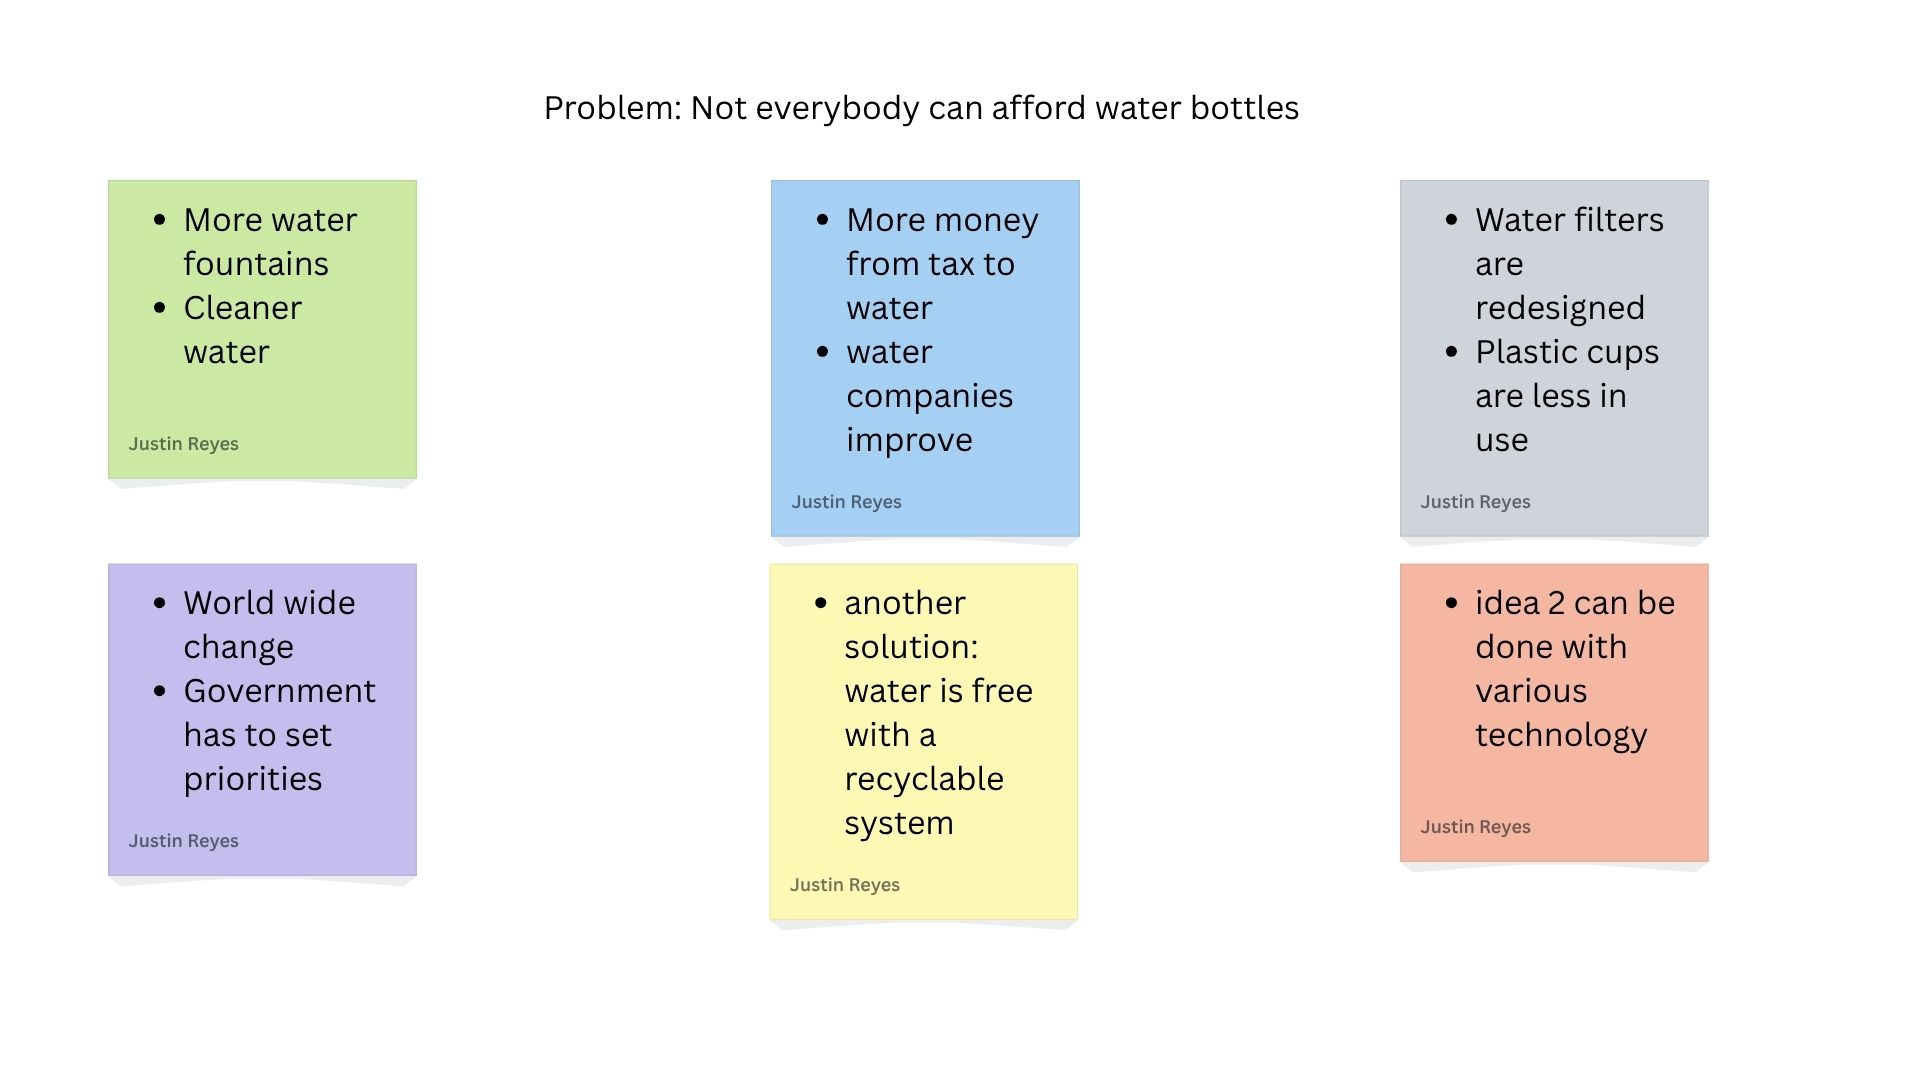 Problem: Not everybody can afford water bottles
More water
fountains
Cleaner
water
Justin Reyes
More money
from tax to
water
water
companies
improve
Justin Reyes
Water filters
are
redesigned
Plastic cups
are less in
use
Justin Reyes
World wide
change
Government
has to set
priorities
Justin Reyes
another
solution:
water is free
with a
recyclable
system
Justin Reyes
idea 2 can be
done with
various
technology
Justin Reyes